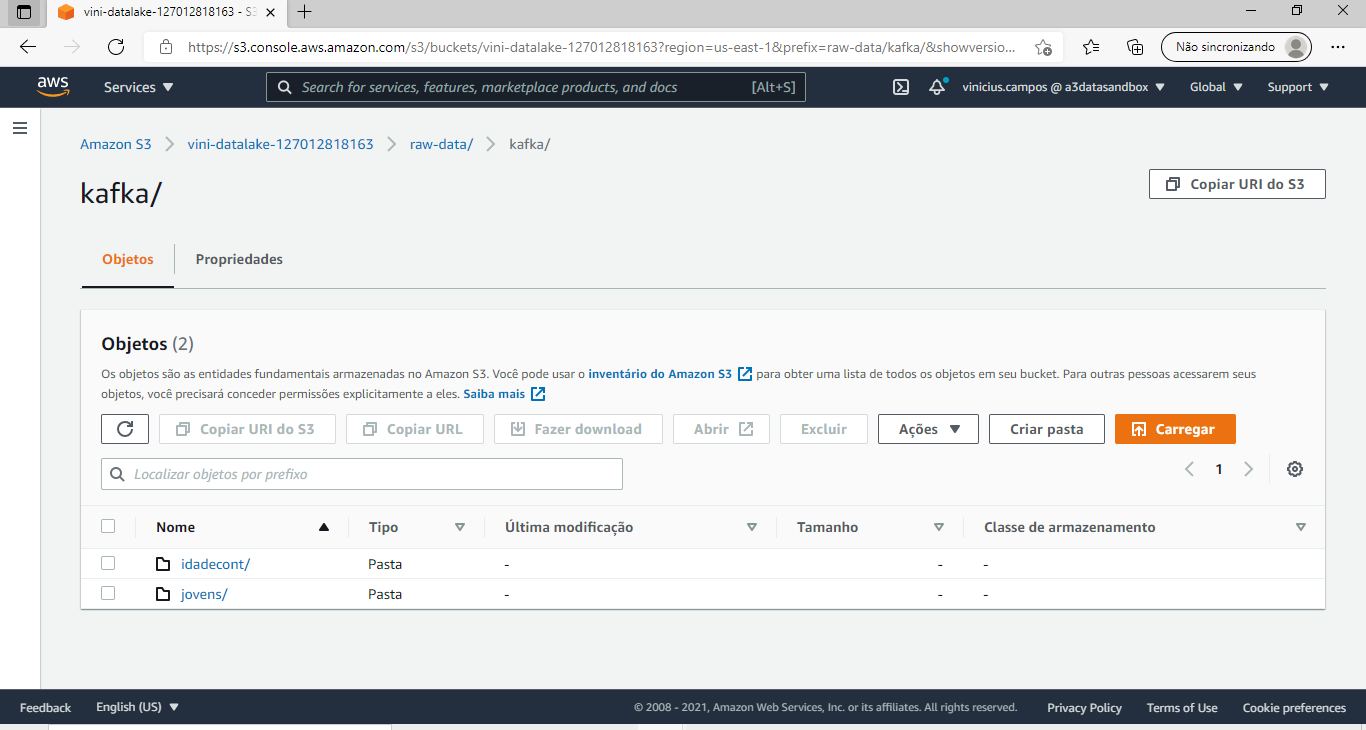 vini-datalake-127012818163 - S3
https://s3.console.aws.amazon.com/s3/buckets/vini-datalake-127012818163?region=us-east-1&prefix=raw-data/kafka/&showversio...
Não sincronizando
aws
Services
Search for services, features, marketplace products, and docs
[Alt+S]
vinicius.campos @ a3datasandbox
Global
Support
Amazon S3
vini-datalake-127012818163
raw-data/
kafka/
kafka/
Copiar URI do S3
Objetos
Propriedades
Objetos (2)
Os objetos são as entidades fundamentais armazenadas no Amazon S3. Você pode usar o inventário do Amazon S3 para obter uma lista de todos os objetos em seu bucket. Para outras pessoas acessarem seus
objetos, você precisará conceder permissões explicitamente a eles. Saiba mais
Copiar URI do S3
Copiar URL
Fazer download
Abrir
Excluir
Ações
Criar pasta
Carregar
Localizar objetos por prefixo
1
Nome
Tipo
Última modificação
Tamanho
Classe de armazenamento
idadecont/
Pasta
-
-
-
jovens/
Pasta
-
-
-
Feedback
English (US)
© 2008 - 2021, Amazon Web Services, Inc. or its affiliates. All rights reserved.
Privacy Policy
Terms of Use
Cookie preferences